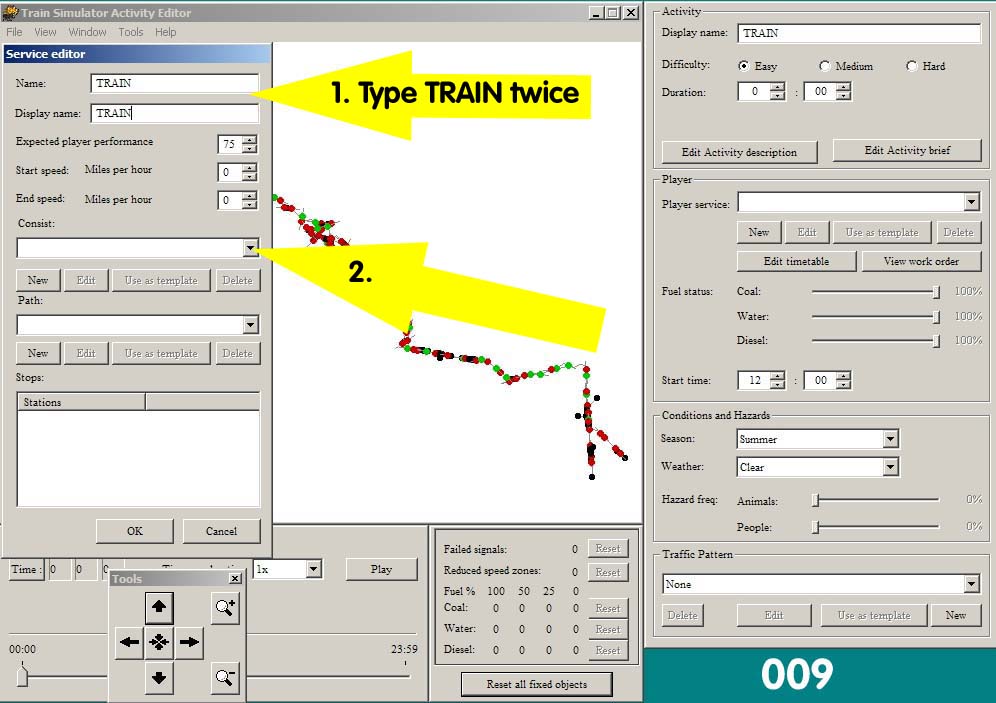 Train Simulator Activity Editor
File View Window Tools Help
Service editor
Name: TRAIN
Display name: TRAIN
Expected player performance 75
Start speed: Miles per hour 0
End speed: Miles per hour 0
Consist:
New Edit Use as template Delete
Path:
New Edit Use as template Delete
Stops:
Stations
OK Cancel
1. Type TRAIN twice
2.
Time : 0 0 1x Play
Tools
00:00 23:59
Failed signals: 0 Reset
Reduced speed zones: 0 Reset
Fuel % 100 50 25 0
Coal: 0 0 0 0 Reset
Water: 0 0 0 0 Reset
Diesel: 0 0 0 0 Reset
Reset all fixed objects
Activity
Display name: TRAIN
Difficulty: Easy Medium Hard
Duration: 0 : 00
Edit Activity description Edit Activity brief
Player
Player service:
New Edit Use as template Delete
Edit timetable View work order
Fuel status: Coal: 100%
Water: 100%
Diesel: 100%
Start time: 12 : 00
Conditions and Hazards
Season: Summer
Weather: Clear
Hazard freq: Animals: 0%
People: 0%
Traffic Pattern
None
Delete Edit Use as template New
009